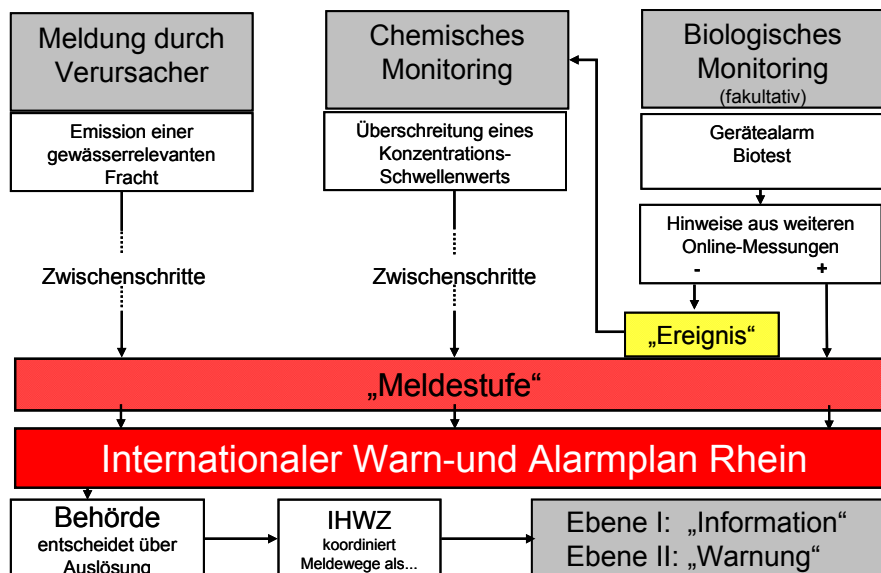 Meldung durch
Verursacher
Emission einer
gewässerrelevanten
Fracht
Zwischenschritte
Chemisches
Monitoring
Überschreitung eines
Konzentrations-
Schwellenwerts
Zwischenschritte
Biologisches
Monitoring
(fakultativ)
Gerätealarm
Biotest
Hinweise aus weiteren
Online-Messungen
- +
„Ereignis“
„Meldestufe“
Internationaler Warn-und Alarmplan Rhein
Behörde
entscheidet über
Auslösung
IHWZ
koordiniert
Meldewege als...
Ebene I: „Information“
Ebene II: „Warnung“